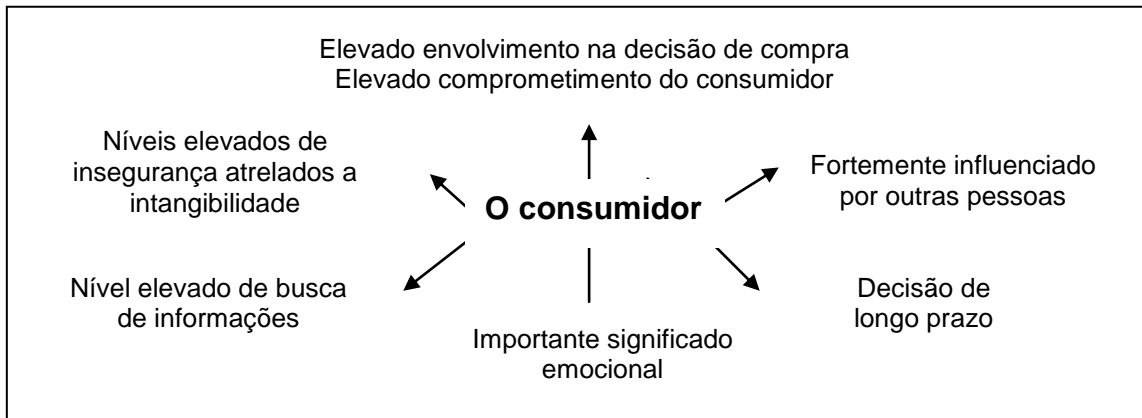 Elevado envolvimento na decisão de compra
Elevado comprometimento do consumidor
Níveis elevados de
insegurança atrelados a
intangibilidade
Fortemente influenciado
por outras pessoas
O consumidor
Nível elevado de busca
de informações
Decisão de
longo prazo
Importante significado
emocional